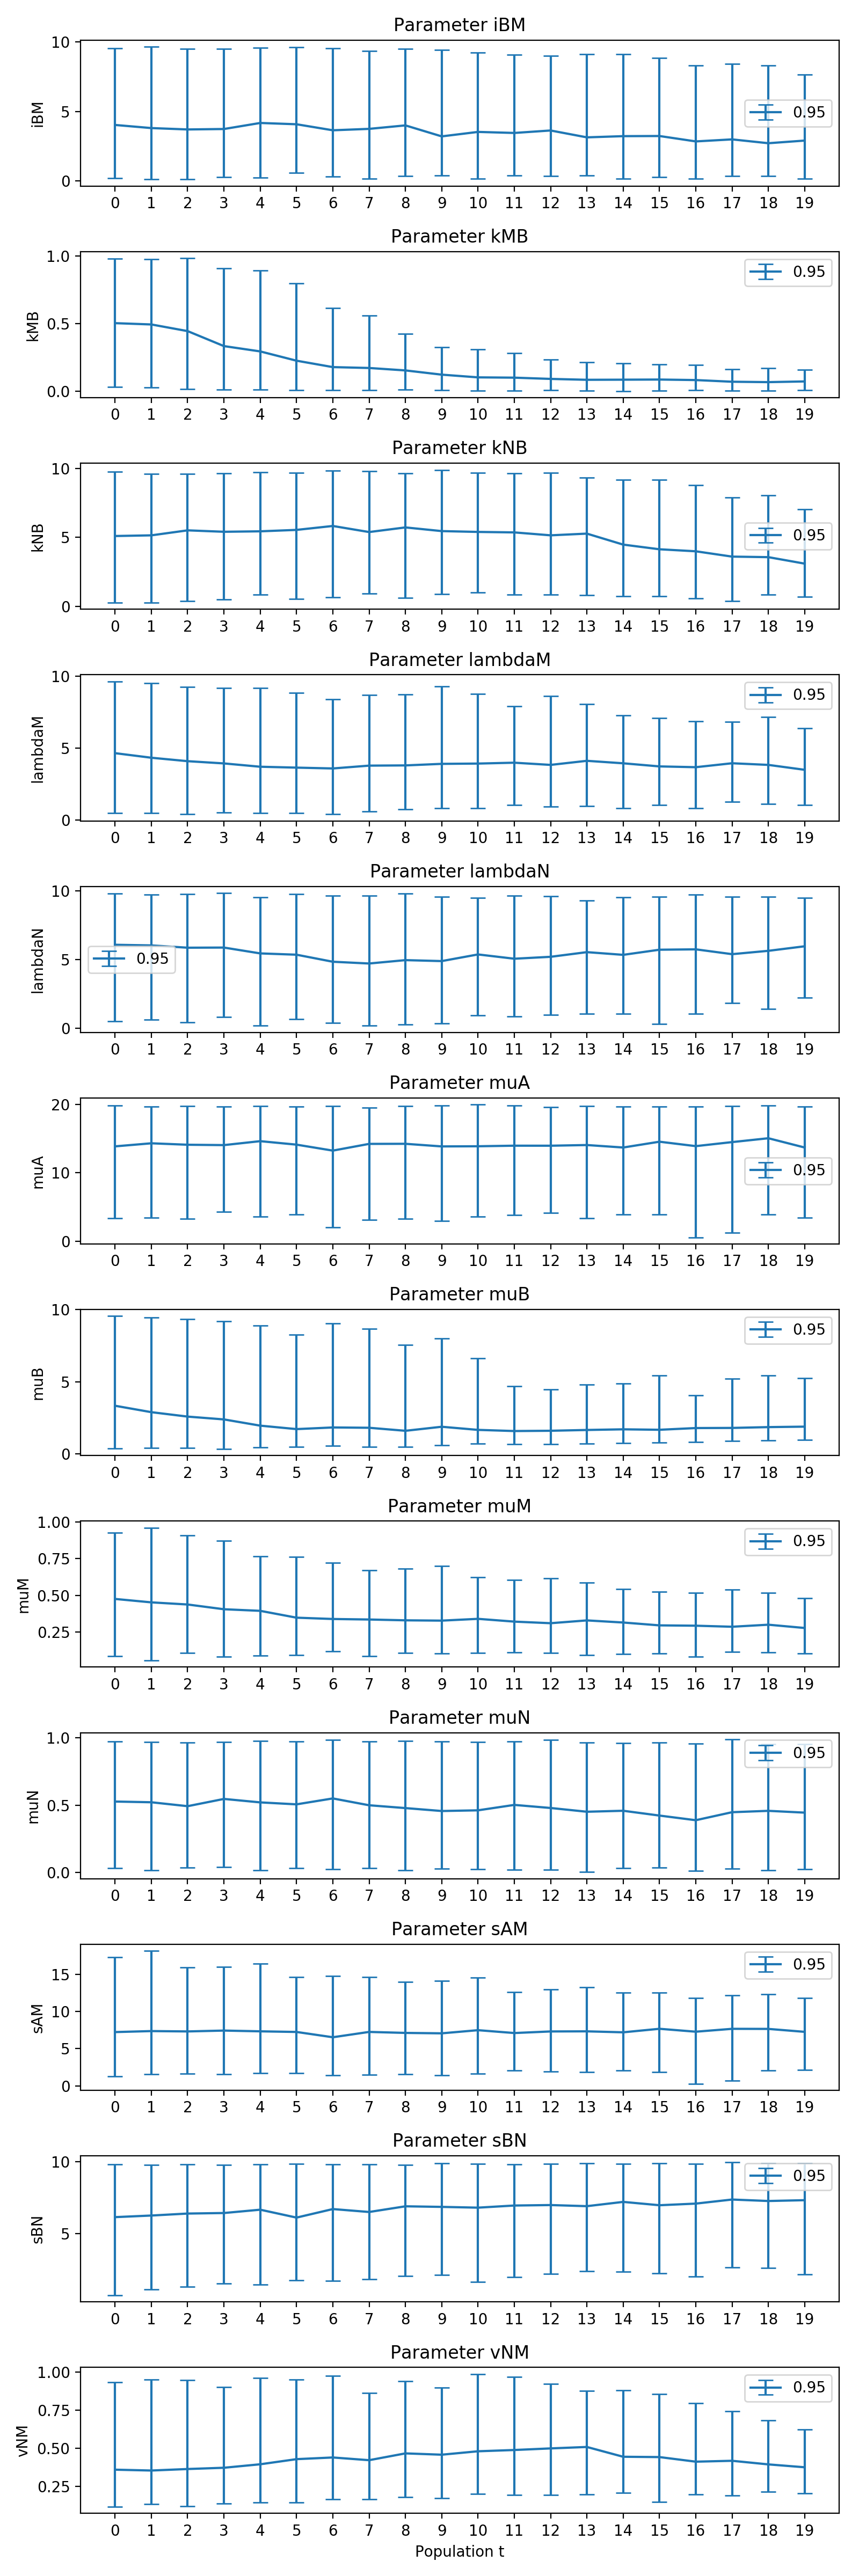 Parameter iBM
10
5
0
iBM
0.95
0 1 2 3 4 5 6 7 8 9 10 11 12 13 14 15 16 17 18 19
Parameter kMB
1.0
0.5
0.0
kMB
0.95
0 1 2 3 4 5 6 7 8 9 10 11 12 13 14 15 16 17 18 19
Parameter kNB
10
5
0
kNB
0.95
0 1 2 3 4 5 6 7 8 9 10 11 12 13 14 15 16 17 18 19
Parameter lambdaM
10
5
0
lambdaM
0.95
0 1 2 3 4 5 6 7 8 9 10 11 12 13 14 15 16 17 18 19
Parameter lambdaN
10
5
0
lambdaN
0.95
0 1 2 3 4 5 6 7 8 9 10 11 12 13 14 15 16 17 18 19
Parameter muA
20
10
0
muA
0.95
0 1 2 3 4 5 6 7 8 9 10 11 12 13 14 15 16 17 18 19
Parameter muB
10
5
0
muB
0.95
0 1 2 3 4 5 6 7 8 9 10 11 12 13 14 15 16 17 18 19
Parameter muM
1.00
0.75
0.50
0.25
muM
0.95
0 1 2 3 4 5 6 7 8 9 10 11 12 13 14 15 16 17 18 19
Parameter muN
1.0
0.5
0.0
muN
0.95
0 1 2 3 4 5 6 7 8 9 10 11 12 13 14 15 16 17 18 19
Parameter sAM
15
10
5
0
sAM
0.95
0 1 2 3 4 5 6 7 8 9 10 11 12 13 14 15 16 17 18 19
Parameter sBN
10
5
sBN
0.95
0 1 2 3 4 5 6 7 8 9 10 11 12 13 14 15 16 17 18 19
Parameter vNM
1.00
0.75
0.50
0.25
vNM
0.95
0 1 2 3 4 5 6 7 8 9 10 11 12 13 14 15 16 17 18 19
Population t